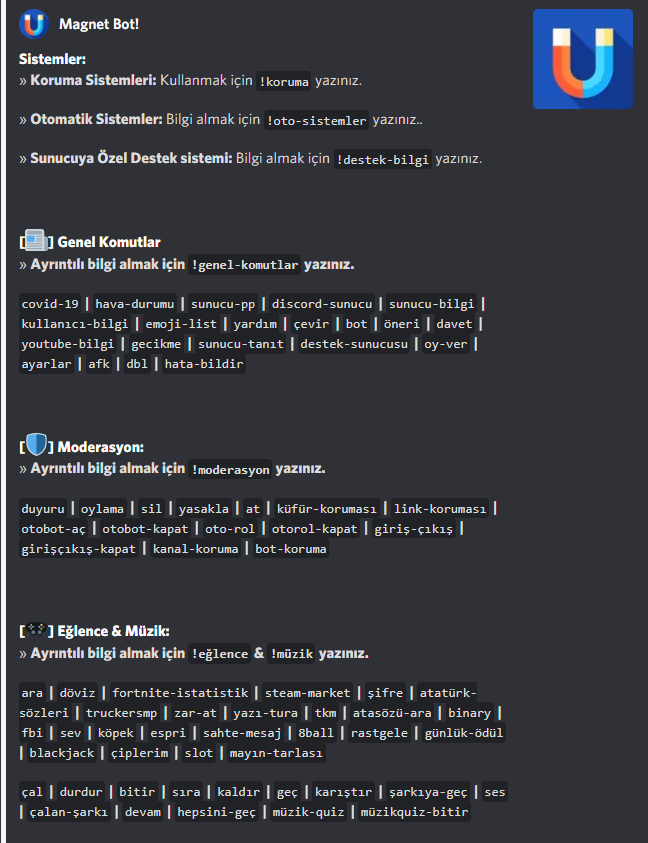 Magnet Bot!
Sistemler:
» Koruma Sistemleri: Kullanmak için !koruma yazınız.
» Otomatik Sistemler: Bilgi almak için !oto-sistemler yazınız..
» Sunucuya Özel Destek sistemi: Bilgi almak için !destek-bilgi yazınız.
[] Genel Komutlar
» Ayrıntılı bilgi almak için !genel-komutlar yazınız.
covid-19 | hava-durumu | sunucu-pp | discord-sunucu | sunucu-bilgi |
kullanıcı-bilgi | emoji-list | yardım | çevir | bot | öneri | davet |
youtube-bilgi | gecikme | sunucu-tanıt | destek-sunucusu | oy-ver |
ayarlar | afk | dbl | hata-bildir
[] Moderasyon:
» Ayrıntılı bilgi almak için !moderasyon yazınız.
duyuru | oylama | sil | yasakla | at | küfür-koruması | link-koruması |
otobot-aç | otobot-kapat | oto-rol | otorol-kapat | giriş-çıkış |
girişçıkış-kapat | kanal-koruma | bot-koruma
[] Eğlence & Müzik:
» Ayrıntılı bilgi almak için !eğlence & !müzik yazınız.
ara | döviz | fortnite-istatistik | steam-market | şifre | atatürk-
sözleri | truckersmp | zar-at | yazı-tura | tkm | atasözü-ara | binary |
fbi | sev | köpek | espri | sahte-mesaj | 8ball | rastgele | günlük-ödül
| blackjack | çiplerim | slot | mayın-tarlası
çal | durdur | bitir | sıra | kaldır | geç | karıştır | şarkıya-geç | ses
| çalan-şarkı | devam | hepsini-geç | müzik-quiz | müzikquiz-bitir